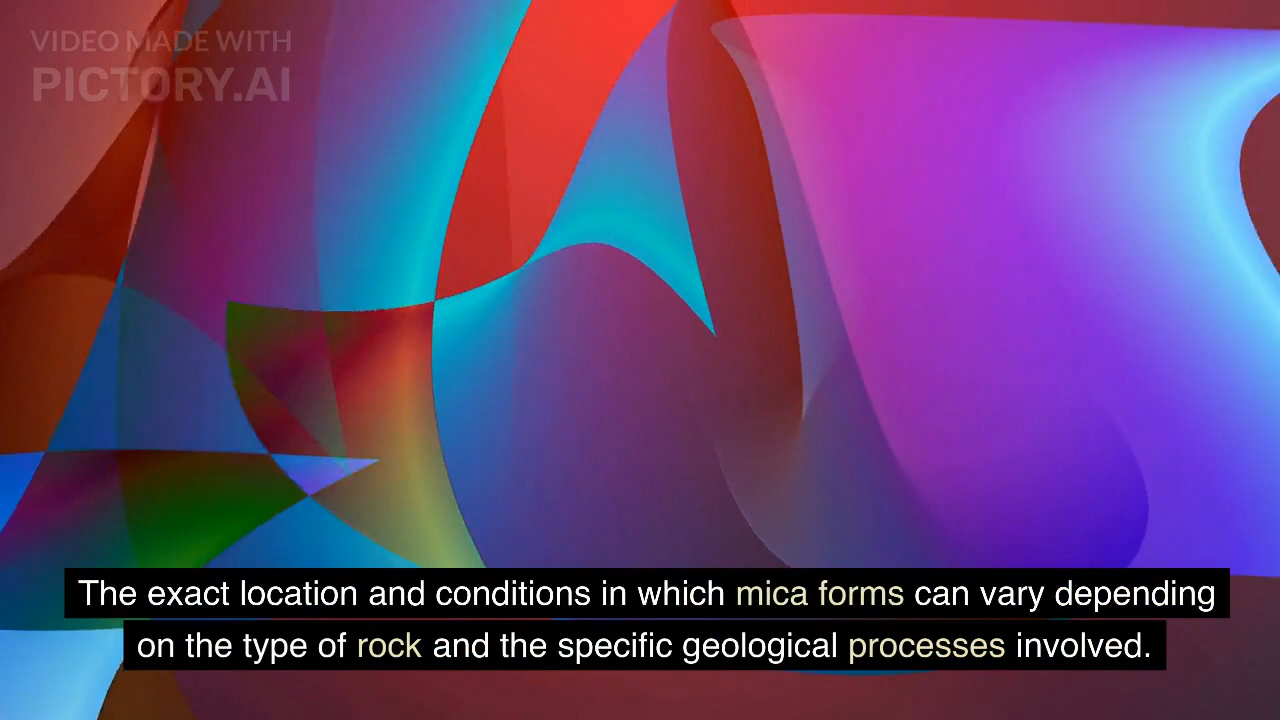 VIDEO MADE WITH
PICTORY.AI
The exact location and conditions in which mica forms can vary depending
on the type of rock and the specific geological processes involved.